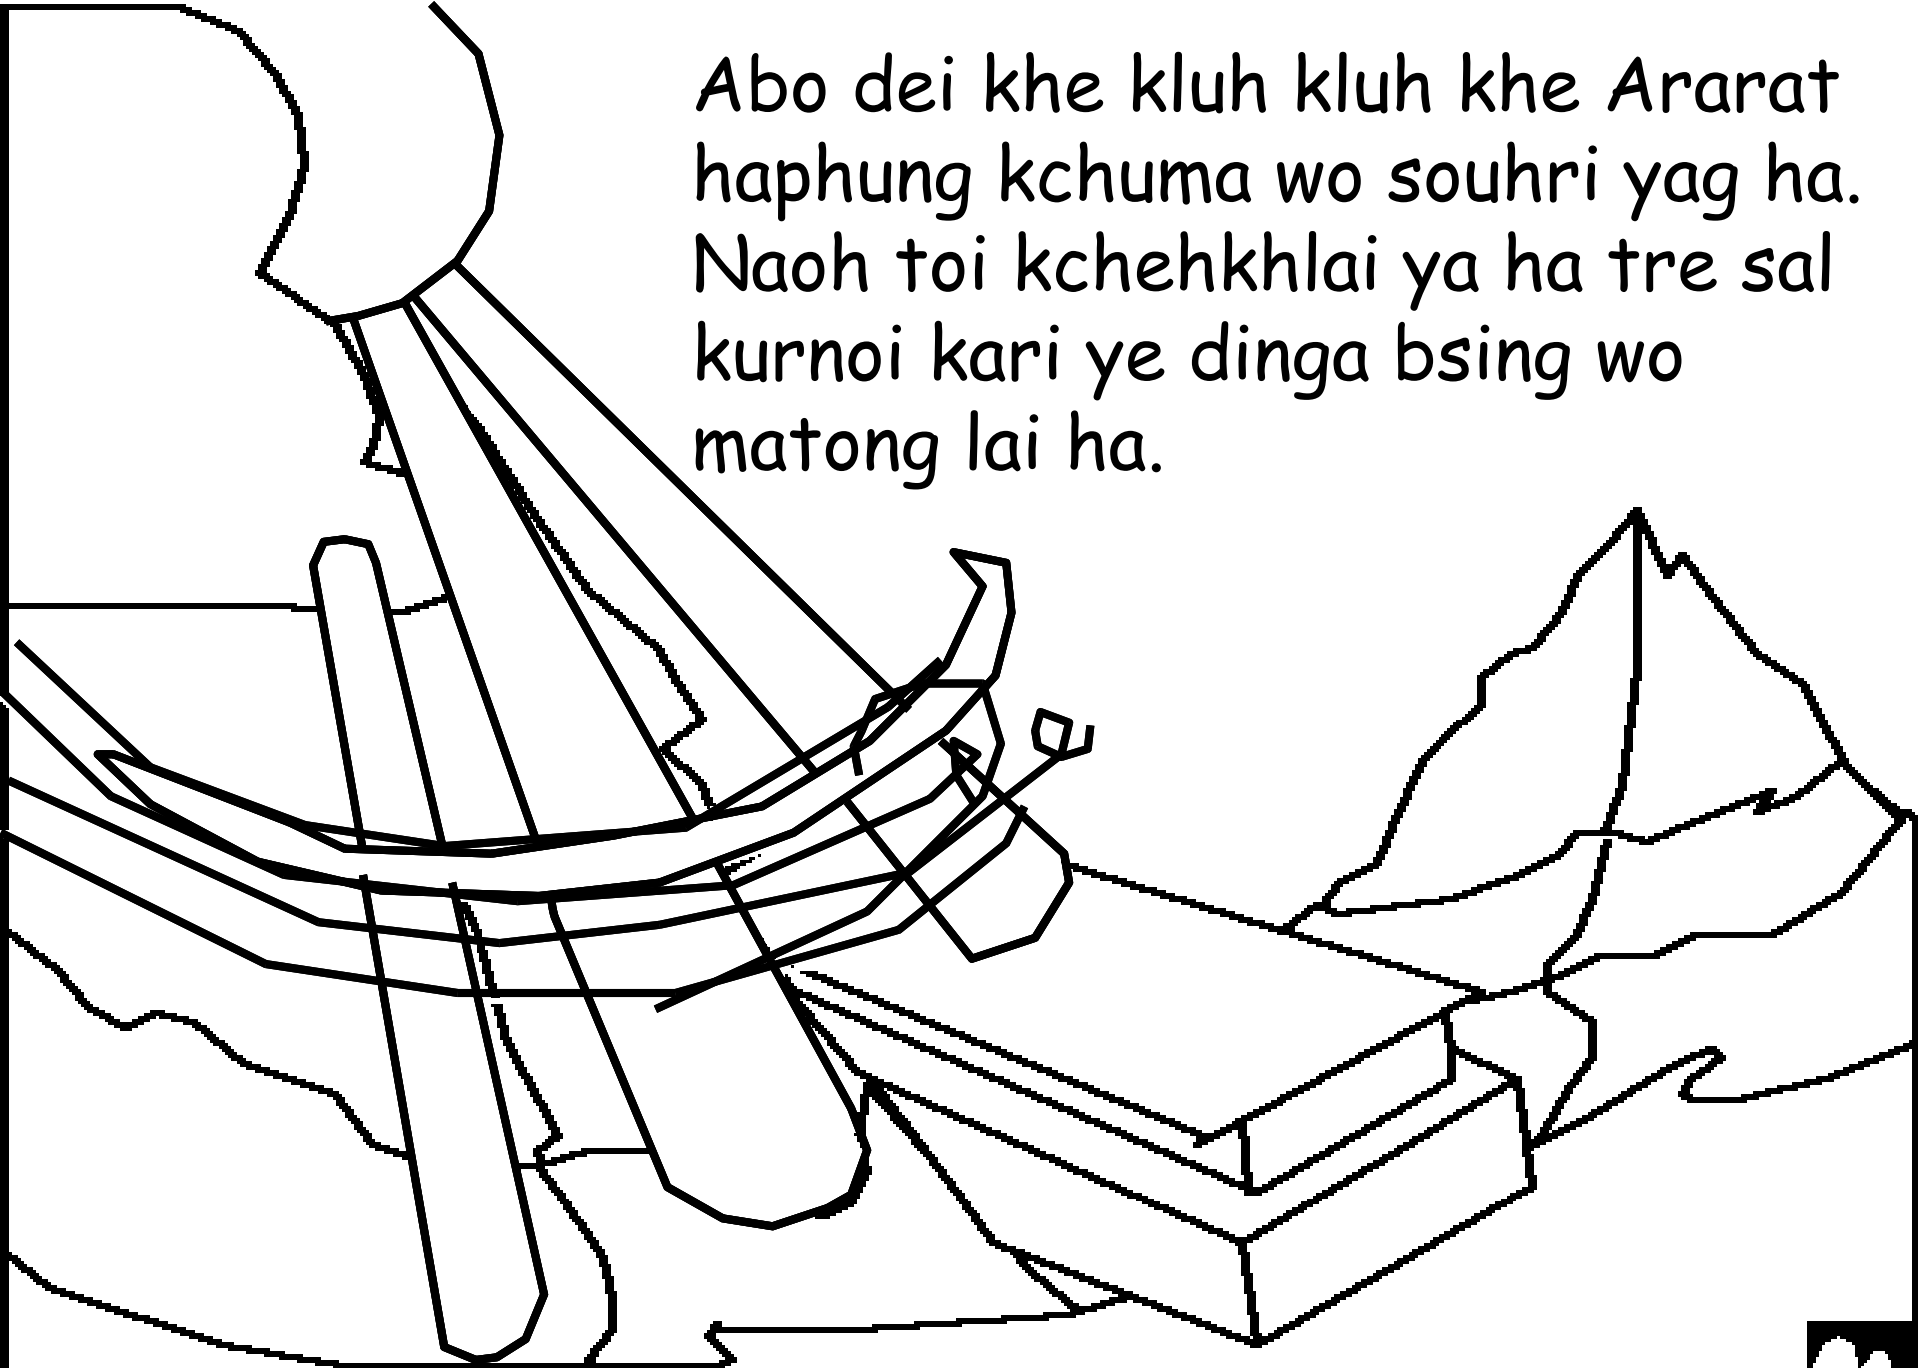 Abo dei khe kluh kluh khe Ararat
haphung kchuma wo souhri yag ha.
Naoh toi kchehkhlai ya ha tre sal
kurnoi kari ye dinga bsing wo
matong lai ha.